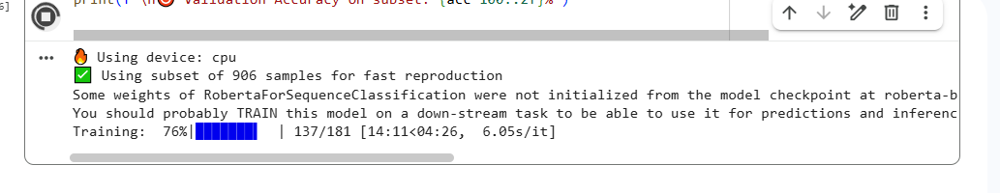 6]
print(f"\n🎯 Validation Accuracy on subset: {acc*100:.2f}%")
🔥 Using device: cpu
✅ Using subset of 906 samples for fast reproduction
Some weights of RobertaForSequenceClassification were not initialized from the model checkpoint at roberta-b
You should probably TRAIN this model on a down-stream task to be able to use it for predictions and inferenc
Training: 76%| | 137/181 [14:11<04:26, 6.05s/it]